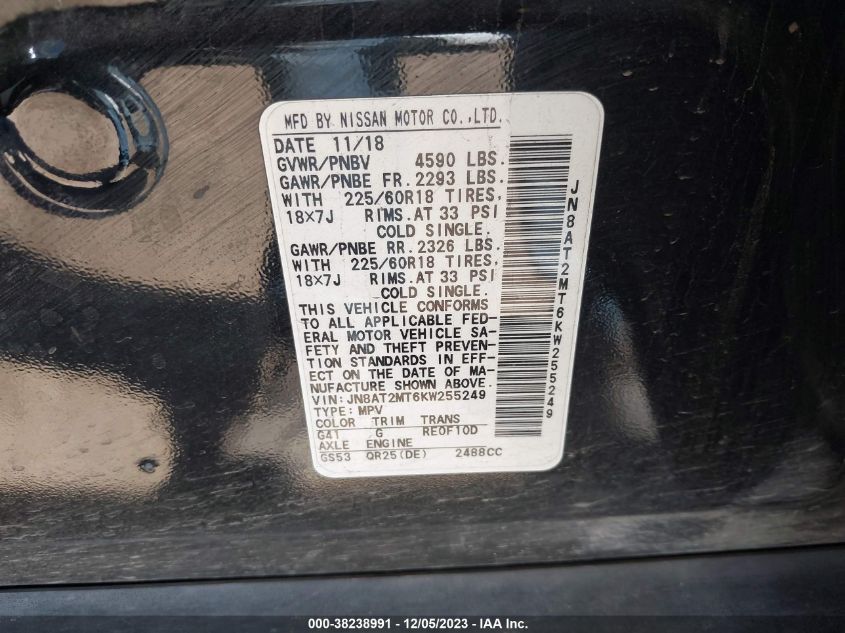 MFD BY NISSAN MOTOR CO.,LTD.
DATE 11/18
GVWR/PNBV 4590 LBS.
GAWR/PNBE FR. 2293 LBS.
WITH 225/60R18 TIRES,
18×7J RIMS. AT 33 PSI
COLD SINGLE.
GAWR/PNBE RR. 2326 LBS.
WITH 225/60R18 TIRES,
18×7J RIMS. AT 33 PSI
COLD SINGLE.
THIS VEHICLE CONFORMS
TO ALL APPLICABLE FED-
ERAL MOTOR VEHICLE SA-
FETY AND THEFT PREVEN-
TION STANDARDS IN EFF-
ECT ON THE DATE OF MA-
NUFACTURE SHOWN ABOVE.
VIN: JN8AT2MT6KW255249
TYPE: MPV
COLOR TRIM TRANS
G41 G RE0F10D
AXLE ENGINE
GS53 QR25(DE) 2488CC
JN8AT2MT6KW255249
000-38238991 - 12/05/2023 - IAA Inc.